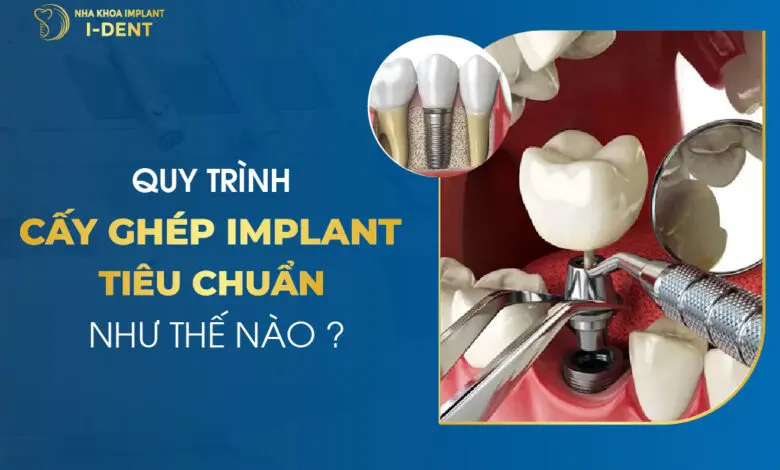 NHA KHOA IMPLANT
I-DENT
QUY TRÌNH
CẤY GHÉP IMPLANT
TIÊU CHUẨN
NHƯ THẾ NÀO ?